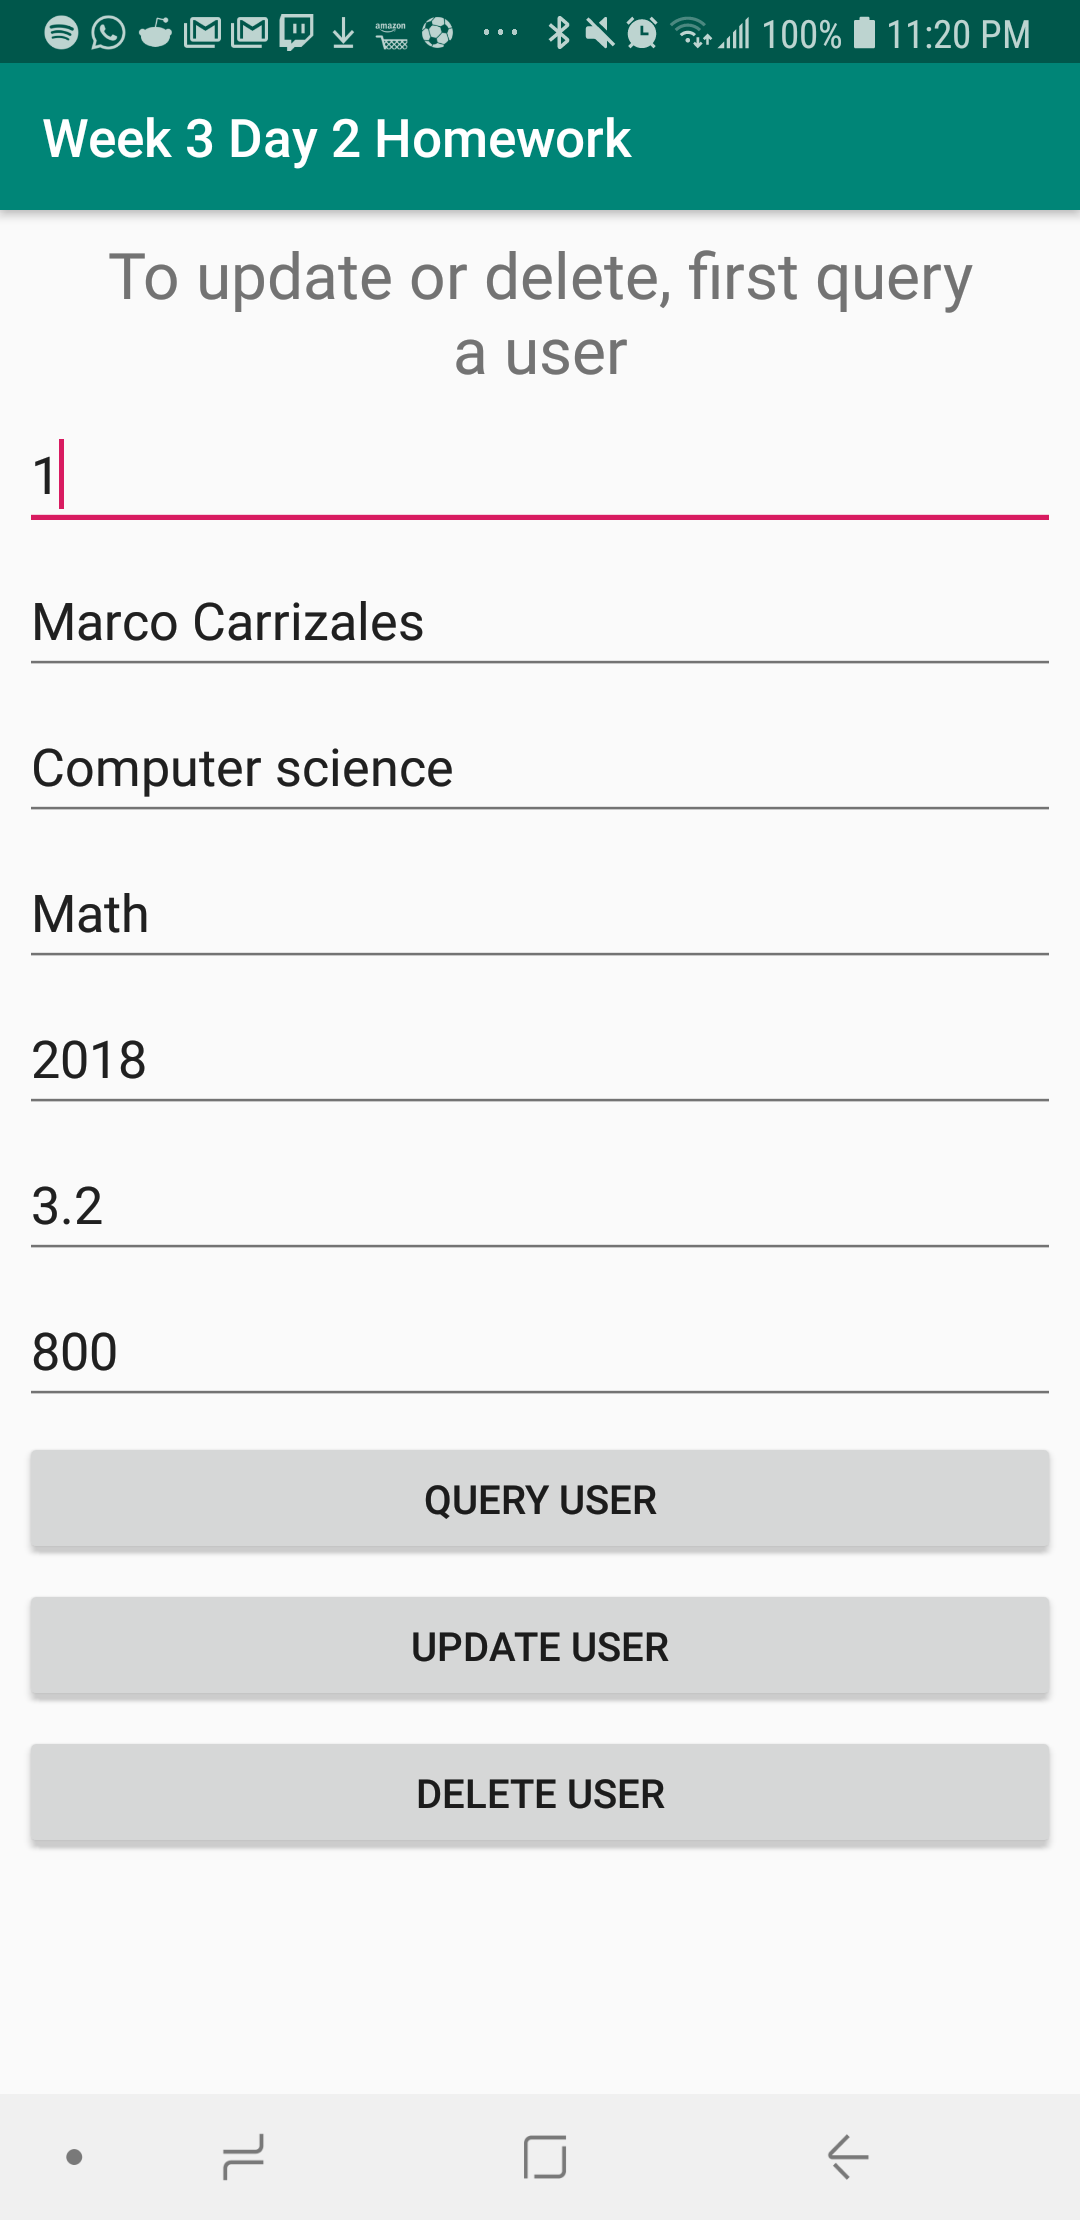 amazon
100% 11:20 PM
Week 3 Day 2 Homework
To update or delete, first query
a user
1
Marco Carrizales
Computer science
Math
2018
3.2
800
QUERY USER
UPDATE USER
DELETE USER